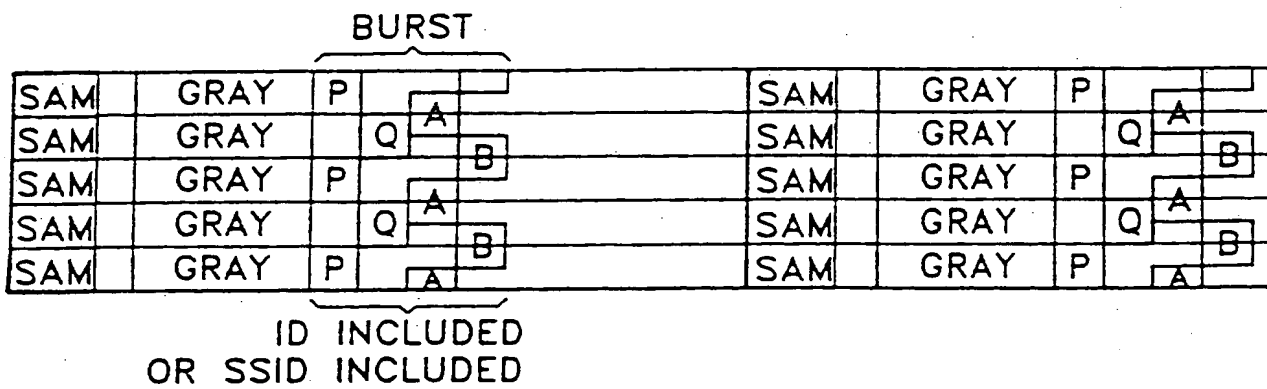 BURST
SAM GRAY P SAM GRAY P
A A
SAM GRAY Q SAM GRAY Q
B B
SAM GRAY P SAM GRAY P
A A
SAM GRAY Q SAM GRAY Q
B B
SAM GRAY P A SAM GRAY P A
ID INCLUDED
OR SSID INCLUDED